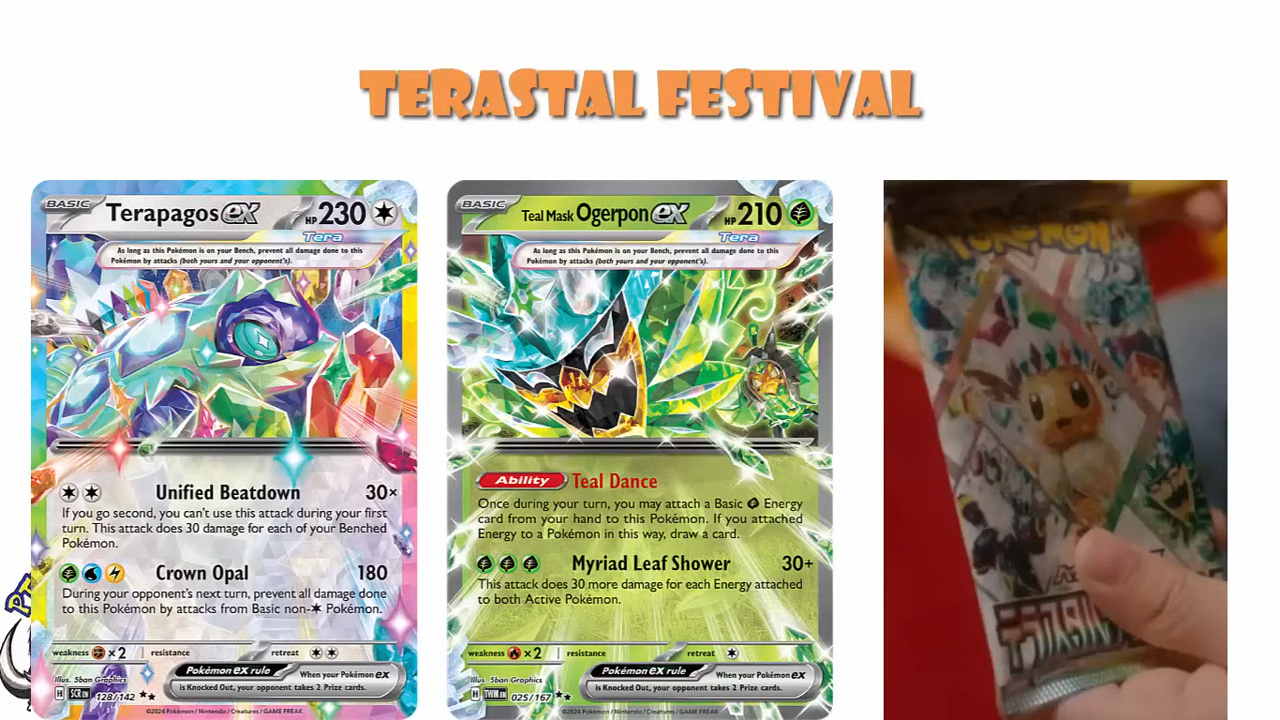 TERASTAL FESTIVAL
BASIC Terapagos ex HP 230
Tera
As long as this Pokémon is on your Bench, prevent all damage done to this
Pokémon by attacks (both yours and your opponent's).
Unified Beatdown 30×
If you go second, you can't use this attack during your first
turn. This attack does 30 damage for each of your Benched
Pokémon.
Crown Opal 180
During your opponent's next turn, prevent all damage done
to this Pokémon by attacks from Basic non- Pokémon.
weakness ×2 resistance retreat
Illus. 5ban Graphics
Pokémon ex rule When your Pokémon ex
is Knocked Out, your opponent takes 2 Prize cards.
H SCR EN 128/142 ★★
©2024 Pokémon / Nintendo / Creatures / GAME FREAK
BASIC Teal Mask Ogerpon ex HP 210
Tera
As long as this Pokémon is on your Bench, prevent all damage done to this
Pokémon by attacks (both yours and your opponent's).
Ability Teal Dance
Once during your turn, you may attach a Basic Energy
card from your hand to this Pokémon. If you attached
Energy to a Pokémon in this way, draw a card.
Myriad Leaf Shower 30+
This attack does 30 more damage for each Energy attached
to both Active Pokémon.
weakness ×2 resistance retreat
Illus. 5ban Graphics
Pokémon ex rule When your Pokémon ex
is Knocked Out, your opponent takes 2 Prize cards.
H TWM EN 025/167 ★★
©2024 Pokémon / Nintendo / Creatures / GAME FREAK
POKÉMON